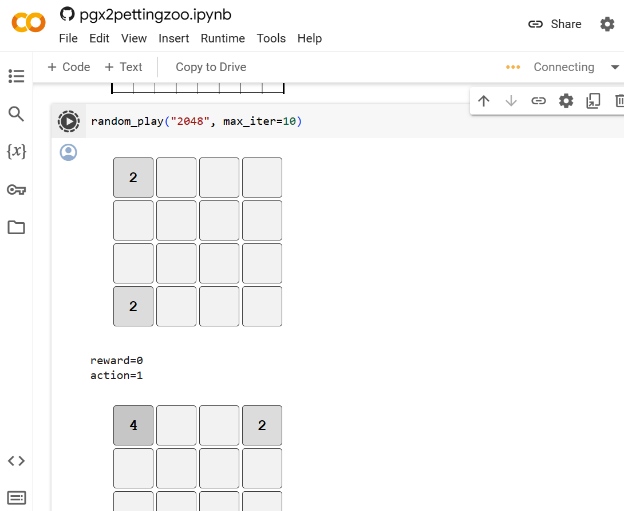 pgx2pettingzoo.ipynb
Share
File Edit View Insert Runtime Tools Help
+ Code + Text Copy to Drive
Connecting
{x}
random_play("2048", max_iter=10)
2
2
reward=0
action=1
4 2